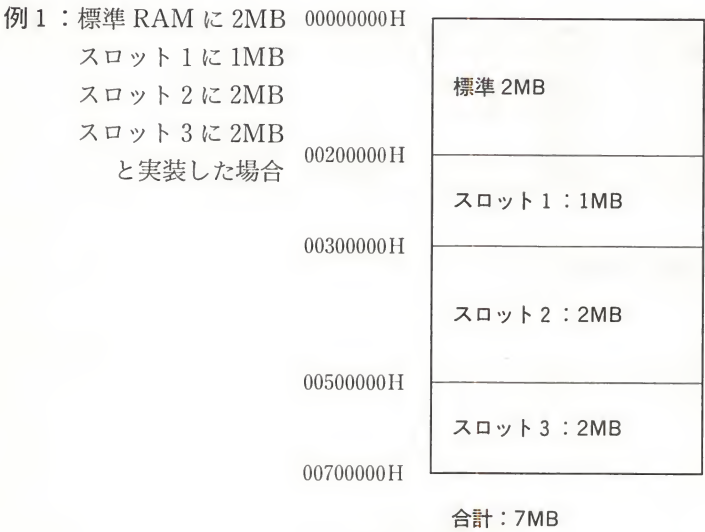 例1：標準 RAM に 2MB
スロット 1 に 1MB
スロット 2 に 2MB
スロット 3 に 2MB
と実装した場合
00000000H
標準 2MB
00200000H
スロット 1 ：1MB
00300000H
スロット 2 ：2MB
00500000H
スロット 3 ：2MB
00700000H
合計：7MB